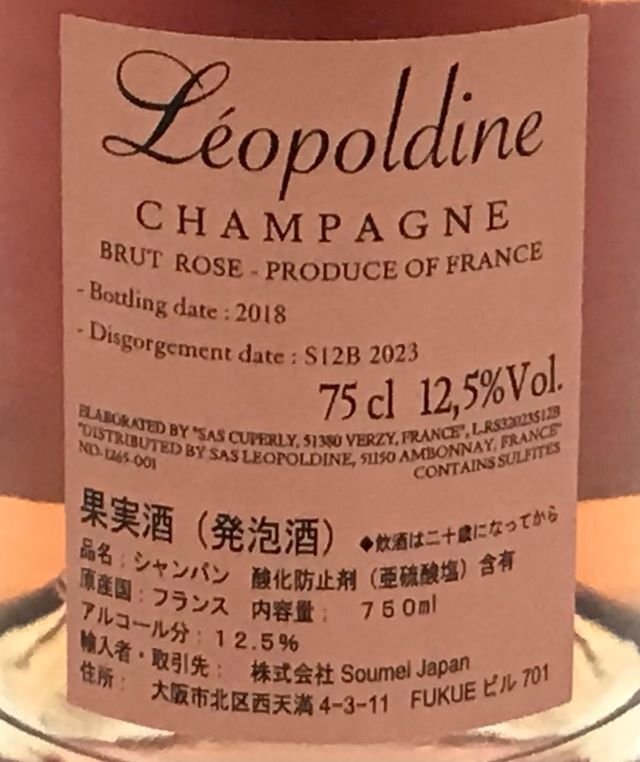 Léopoldine
CHAMPAGNE
BRUT ROSE - PRODUCE OF FRANCE
- Bottling date : 2018
- Disgorgement date : S12B 2023
75 cl 12,5%Vol.
ELABORATED BY "SAS CUPERLY, 51380 VERZY, FRANCE", L.RS32023S12B
"DISTRIBUTED BY SAS LEOPOLDINE, 51150 AMBONNAY, FRANCE"
ND-1265-001 CONTAINS SULFITES
果実酒（発泡酒） ◆飲酒は二十歳になってから
品名：シャンパン 酸化防止剤（亜硫酸塩）含有
原産国：フランス 内容量： 750ml
アルコール分：12.5%
輸入者・取引先： 株式会社 Soumei Japan
住所： 大阪市北区西天満 4-3-11 FUKUE ビル 701